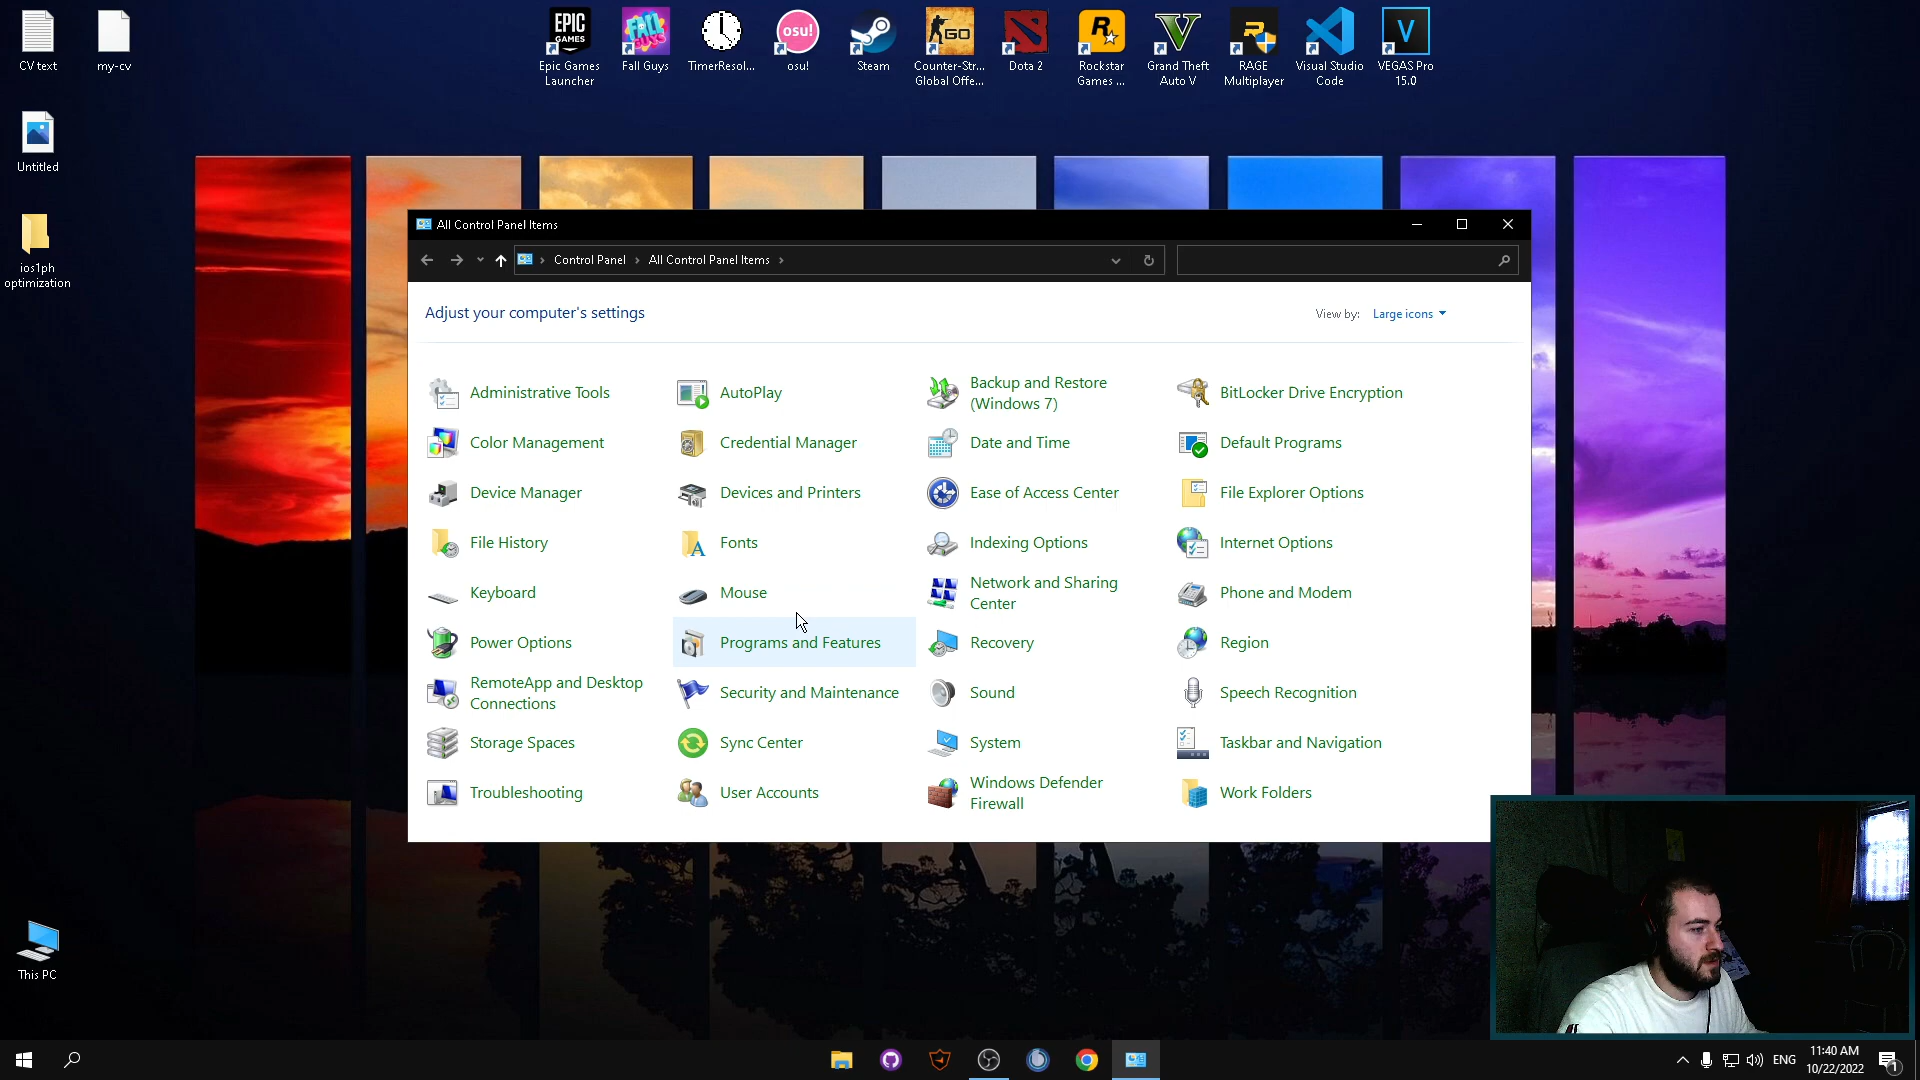 CV text
my-cv
EPIC
GAMES
Epic Games
Launcher
FALL
GUYS
Fall Guys
TimerResol...
osu!
osu!
Steam
GO
Counter-Str...
Global Offe...
Dota 2
R
Rockstar
Games ...
V
Grand Theft
Auto V
RAGE
Multiplayer
Visual Studio
Code
V
VEGAS Pro
15.0
Untitled
ios1ph
optimization
This PC
All Control Panel Items
Control Panel
All Control Panel Items
Adjust your computer's settings
View by:
Large icons
Administrative Tools
AutoPlay
Backup and Restore
(Windows 7)
BitLocker Drive Encryption
Color Management
Credential Manager
Date and Time
Default Programs
Device Manager
Devices and Printers
Ease of Access Center
File Explorer Options
File History
Fonts
Indexing Options
Internet Options
Keyboard
Mouse
Network and Sharing
Center
Phone and Modem
Power Options
Programs and Features
Recovery
Region
RemoteApp and Desktop
Connections
Security and Maintenance
Sound
Speech Recognition
Storage Spaces
Sync Center
System
Taskbar and Navigation
Troubleshooting
User Accounts
Windows Defender
Firewall
Work Folders
ENG
11:40 AM
10/22/2022
1